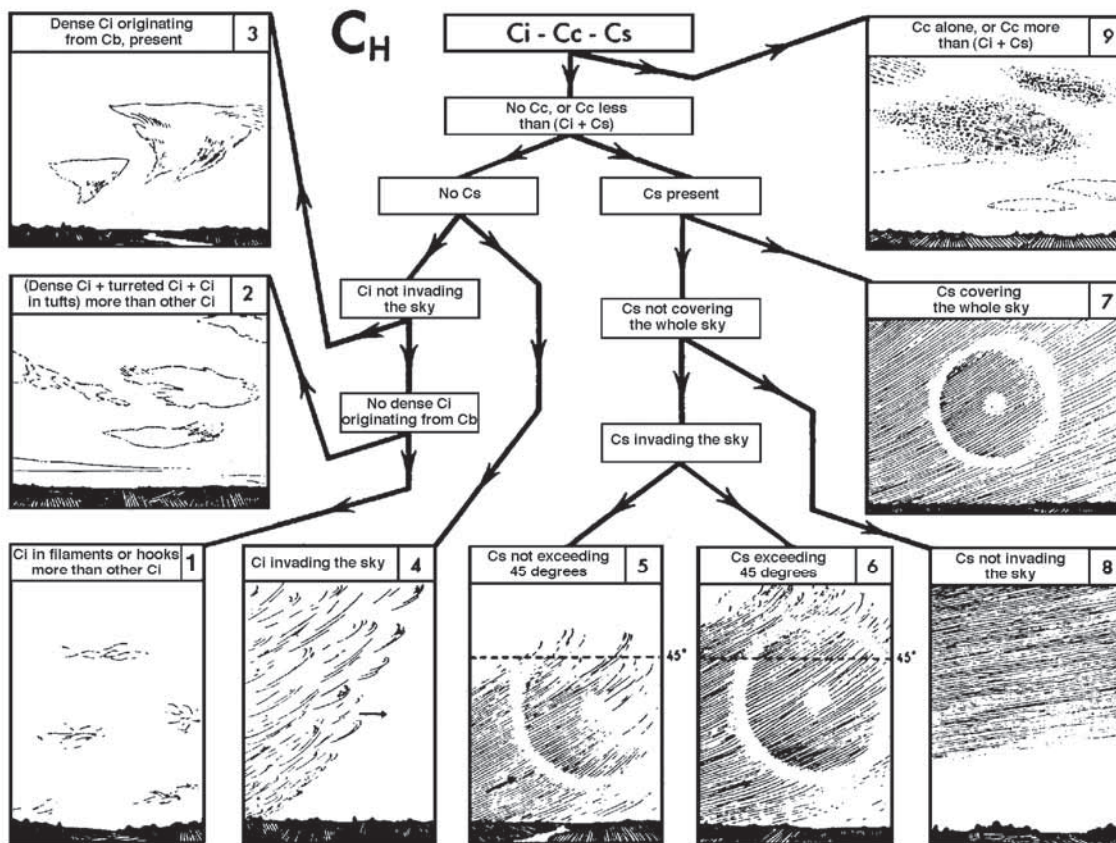 Dense Ci originating
from Cb, present
3
CH
Ci - Cc - Cs
Cc alone, or Cc more
than (Ci + Cs)
9
No Cc, or Cc less
than (Ci + Cs)
No Cs
Cs present
(Dense Ci + turreted Ci + Ci
in tufts) more than other Ci
2
Ci not invading
the sky
Cs not covering
the whole sky
Cs covering
the whole sky
7
No dense Ci
originating from Cb
Cs invading the sky
Ci in filaments or hooks
more than other Ci
1
Ci invading the sky
4
Cs not exceeding
45 degrees
5
45°
Cs exceeding
45 degrees
6
45°
Cs not invading
the sky
8